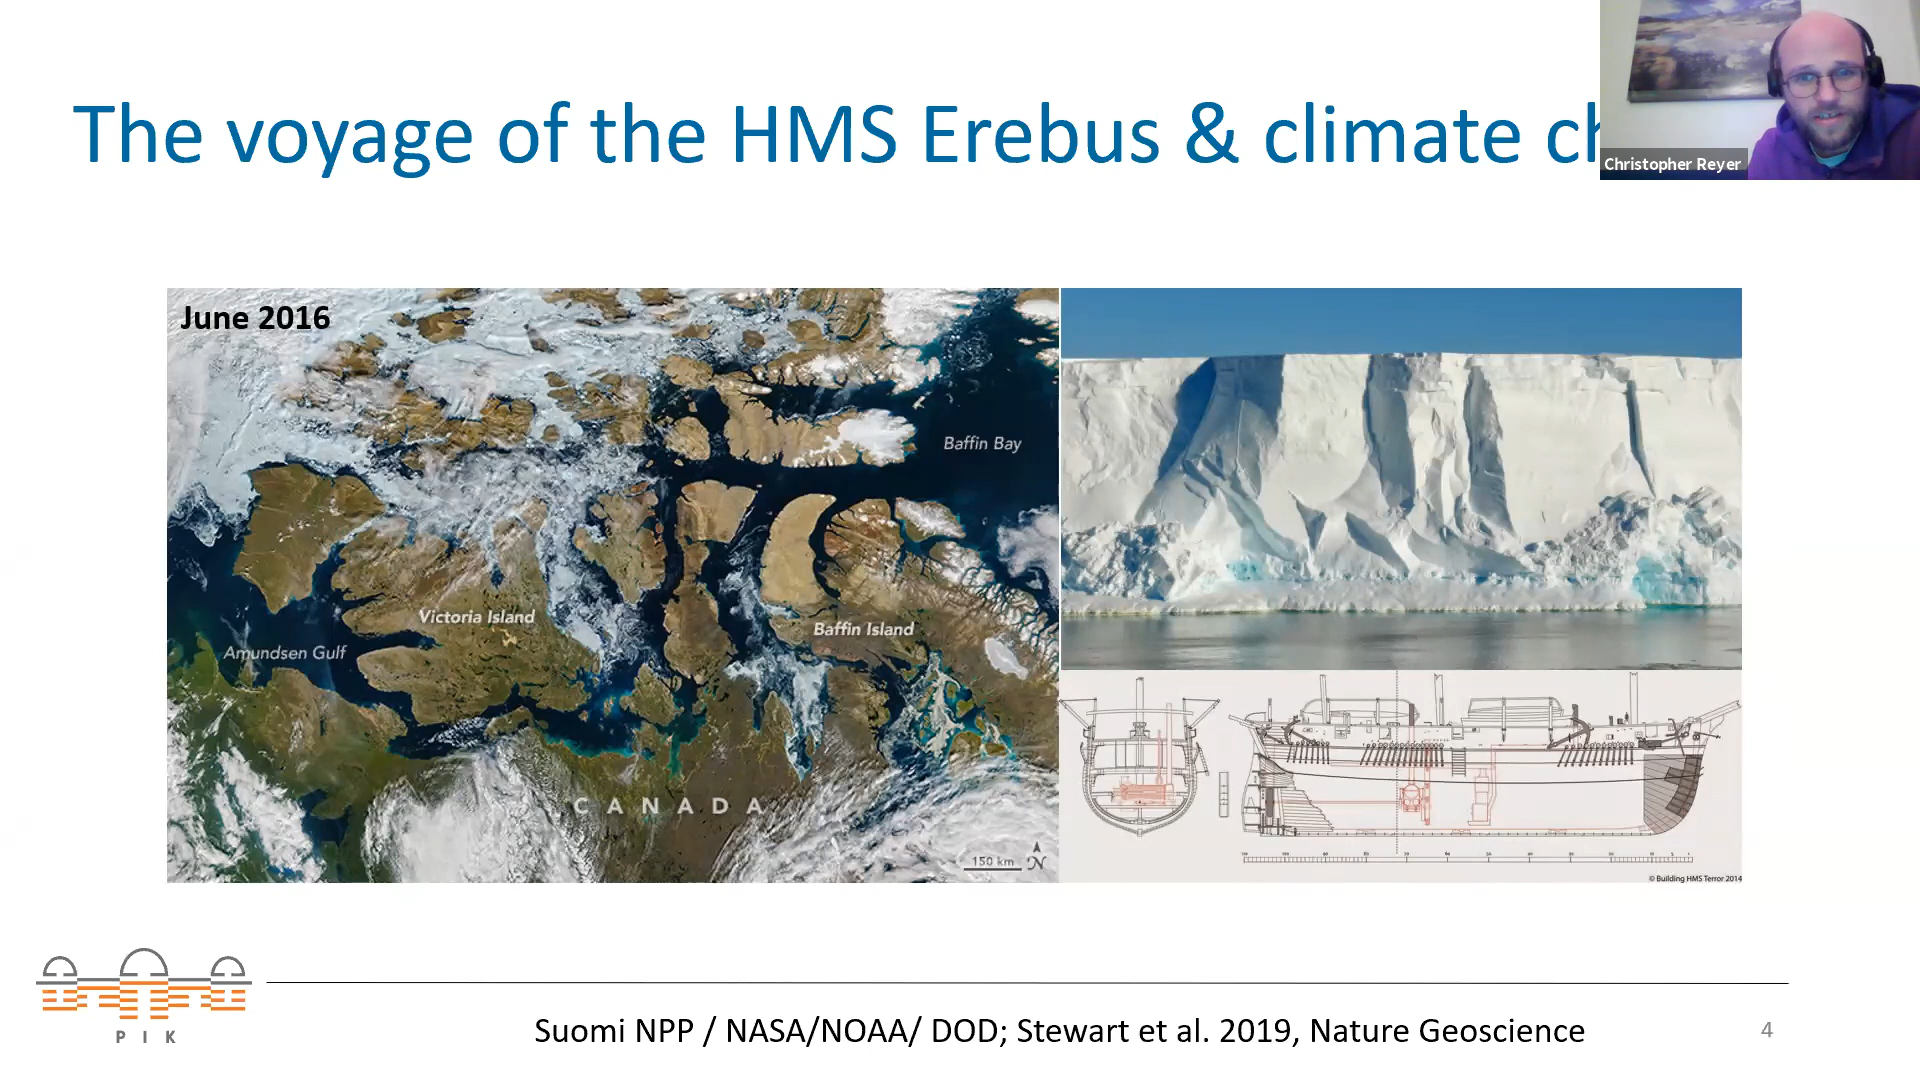 The voyage of the HMS Erebus & climate ch
Christopher Reyer
June 2016
Baffin Bay
Victoria Island
Baffin Island
Amundsen Gulf
CANADA
150 km
N
© Building HMS Terror 2014
PIK
Suomi NPP / NASA/NOAA/ DOD; Stewart et al. 2019, Nature Geoscience
4